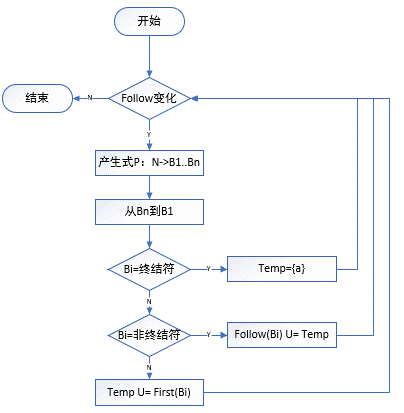 开始
结束
N
Follow变化
Y
产生式P：N->B1..Bn
从Bn到B1
Bi=终结符
Y
Temp={a}
N
Bi=非终结符
Y
Follow(Bi) U= Temp
N
Temp U= First(Bi)